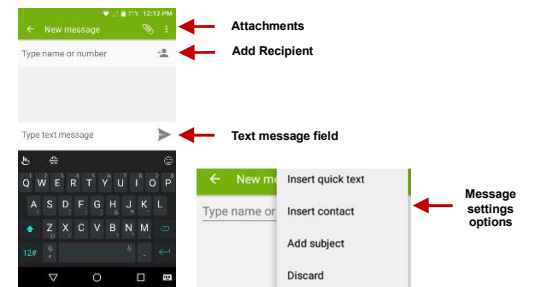 71% 12:12 PM
New message
Attachments
Type name or number
Add Recipient
Type text message
Text message field
Q W E R T Y U I O P
A S D F G H J K L
Z X C V B N M
12#
New me
Insert quick text
Type name or
Insert contact
Add subject
Discard
Message
settings
options